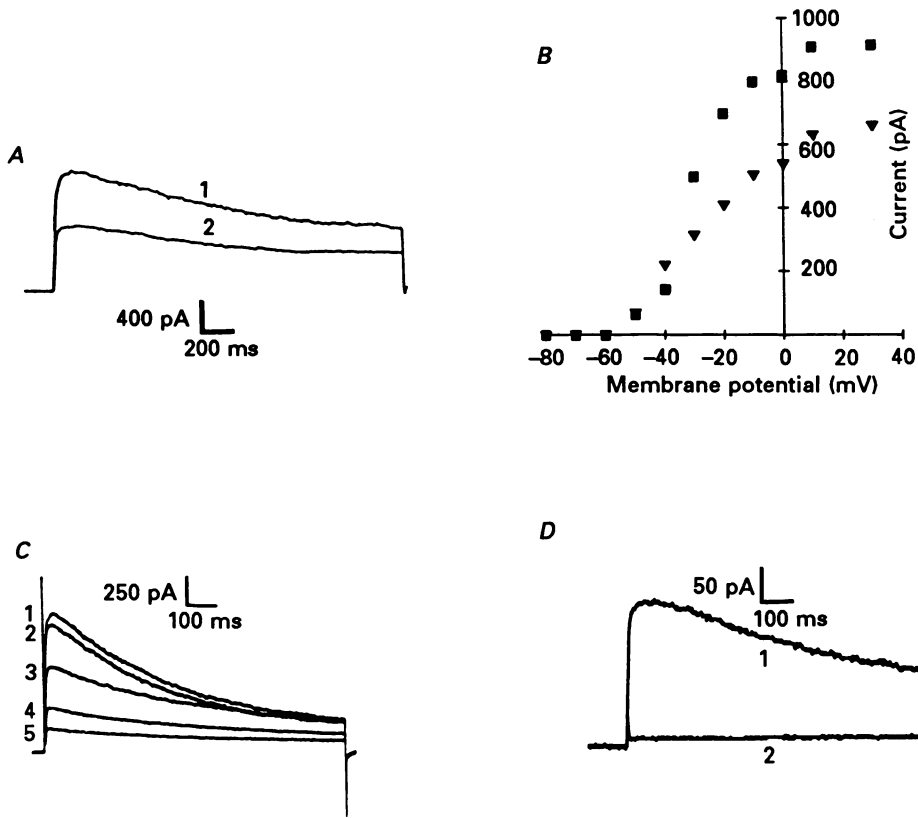 A
1
2
400 pA
200 ms
B
1000
800
600
400
200
Current (pA)
−80 −60 −40 −20 0 20 40
Membrane potential (mV)
C
250 pA
100 ms
1
2
3
4
5
D
50 pA
100 ms
1
2